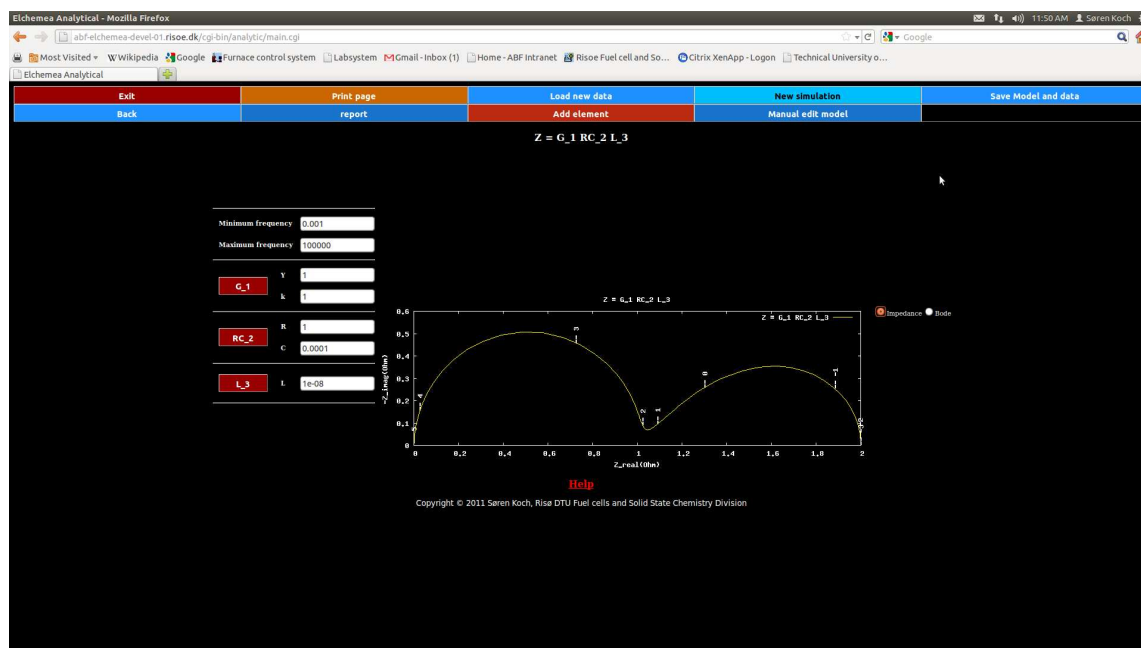 Elchemea Analytical - Mozilla Firefox 11:50 AM Søren Koch
abf-elchemea-devel-01.risoe.dk/cgi-bin/analytic/main.cgi Google
Most Visited Wikipedia Google Furnace control system Labsystem Gmail - Inbox (1) Home - ABF Intranet Risoe Fuel cell and So... Citrix XenApp - Logon Technical University o...
Elchemea Analytical
Exit Print page Load new data New simulation Save Model and data
Back report Add element Manual edit model
Z = G_1 RC_2 L_3
Minimum frequency 0.001
Maximum frequency 100000
G_1
Y 1
k 1
RC_2
R 1
C 0.0001
L_3 L 1e-08
Z = G_1 RC_2 L_3
Z = G_1 RC_2 L_3
Impedance Bode
-Z_imag(Ohm)
0.6
0.5
0.4
0.3
0.2
0.1
0
4
3
2
1
0
-1
0 0.2 0.4 0.6 0.8 1 1.2 1.4 1.6 1.8 2
Z_real(Ohm)
Help
Copyright © 2011 Søren Koch, Risø DTU Fuel cells and Solid State Chemistry Division